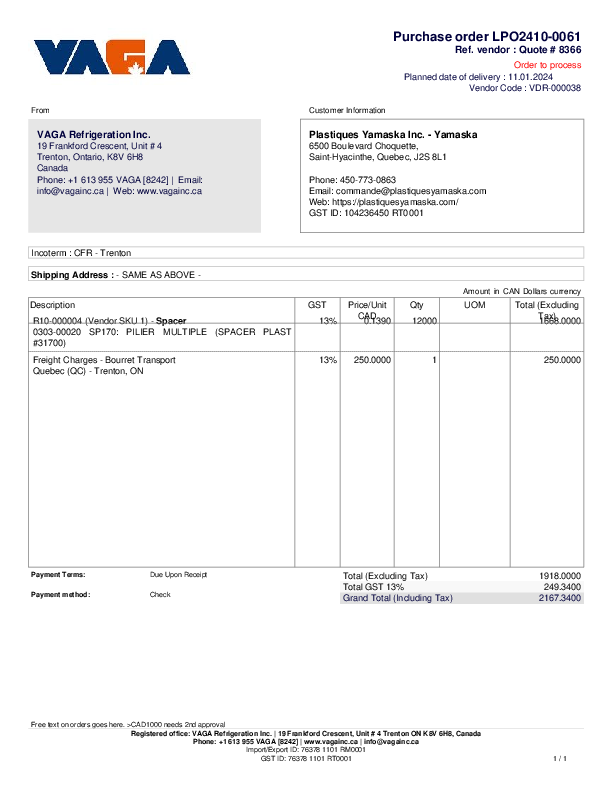 VAGA
Purchase order LPO2410-0061
Ref. vendor : Quote # 8366
Order to process
Planned date of delivery : 11.01.2024
Vendor Code : VDR-000038
From
Customer Information
VAGA Refrigeration Inc.
19 Frankford Crescent, Unit # 4
Trenton, Ontario, K8V 6H8
Canada
Phone: +1 613 955 VAGA [8242] | Email:
info@vagainc.ca | Web: www.vagainc.ca
Plastiques Yamaska Inc. - Yamaska
6500 Boulevard Choquette,
Saint-Hyacinthe, Quebec, J2S 8L1
Phone: 450-773-0863
Email: commande@plastiquesyamaska.com
Web: https://plastiquesyamaska.com/
GST ID: 104236450 RT0001
Incoterm : CFR - Trenton
Shipping Address : - SAME AS ABOVE -
Amount in CAN Dollars currency
Description GST Price/Unit CAD Qty UOM Total (Excluding Tax)
R10-000004 (Vendor SKU 1) - Spacer 13% 0.1390 12000 1668.0000
0303-00020 SP170: PILIER MULTIPLE (SPACER PLAST
#31700)
Freight Charges - Bourret Transport 13% 250.0000 1 250.0000
Quebec (QC) - Trenton, ON
Payment Terms: Due Upon Receipt
Payment method: Check
Total (Excluding Tax) 1918.0000
Total GST 13% 249.3400
Grand Total (Including Tax) 2167.3400
Free text on orders goes here. >CAD1000 needs 2nd approval
Registered office: VAGA Refrigeration Inc. | 19 Frankford Crescent, Unit # 4 Trenton ON K8V 6H8, Canada
Phone: +1 613 955 VAGA [8242] | www.vagainc.ca | info@vagainc.ca
Import/Export ID: 76378 1101 RM0001
GST ID: 76378 1101 RT0001
1 / 1